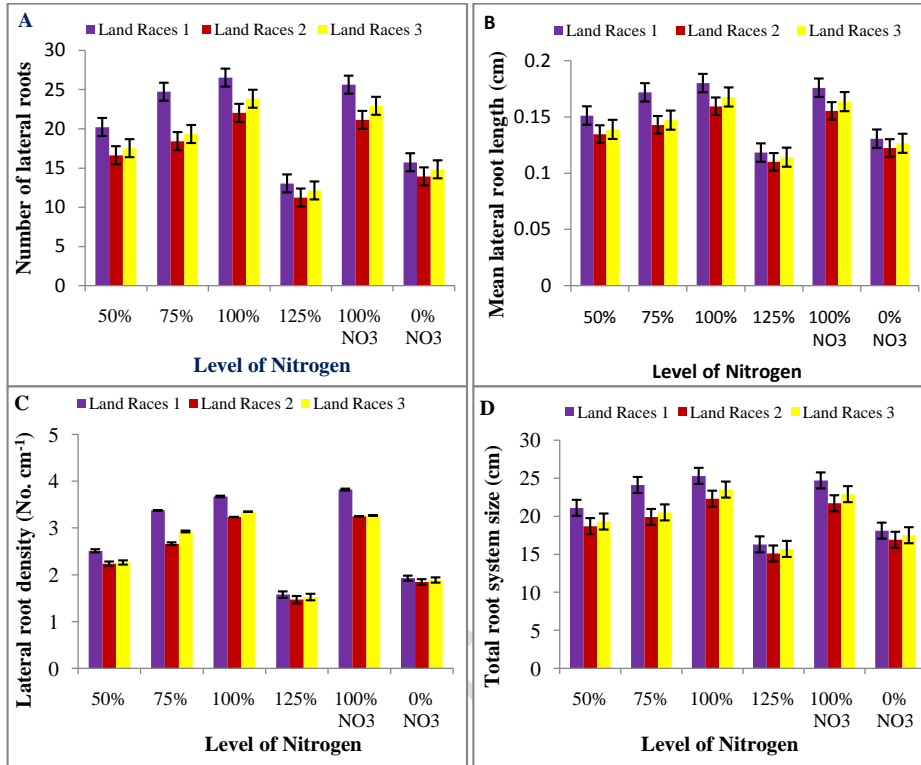 A
Land Races 1 Land Races 2 Land Races 3
Number of lateral roots
30
25
20
15
10
5
0
50% 75% 100% 125% 100% 0%
NO3 NO3
Level of Nitrogen
B
Land Races 1 Land Races 2 Land Races 3
Mean lateral root length (cm)
0.2
0.15
0.1
0.05
0
50% 75% 100% 125% 100% 0%
NO3 NO3
Level of Nitrogen
C
Land Races 1 Land Races 2 Land Races 3
Lateral root density (No. cm⁻¹)
5
4
3
2
1
0
50% 75% 100% 125% 100% 0%
NO3 NO3
Level of Nitrogen
D
Land Races 1 Land Races 2 Land Races 3
Total root system size (cm)
30
25
20
15
10
5
0
50% 75% 100% 125% 100% 0%
NO3 NO3
Level of Nitrogen